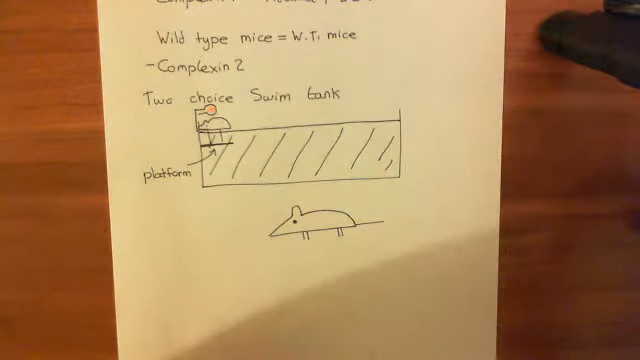 Wild type mice = W.T. mice
- Complexin 2
Two choice Swim tank
platform